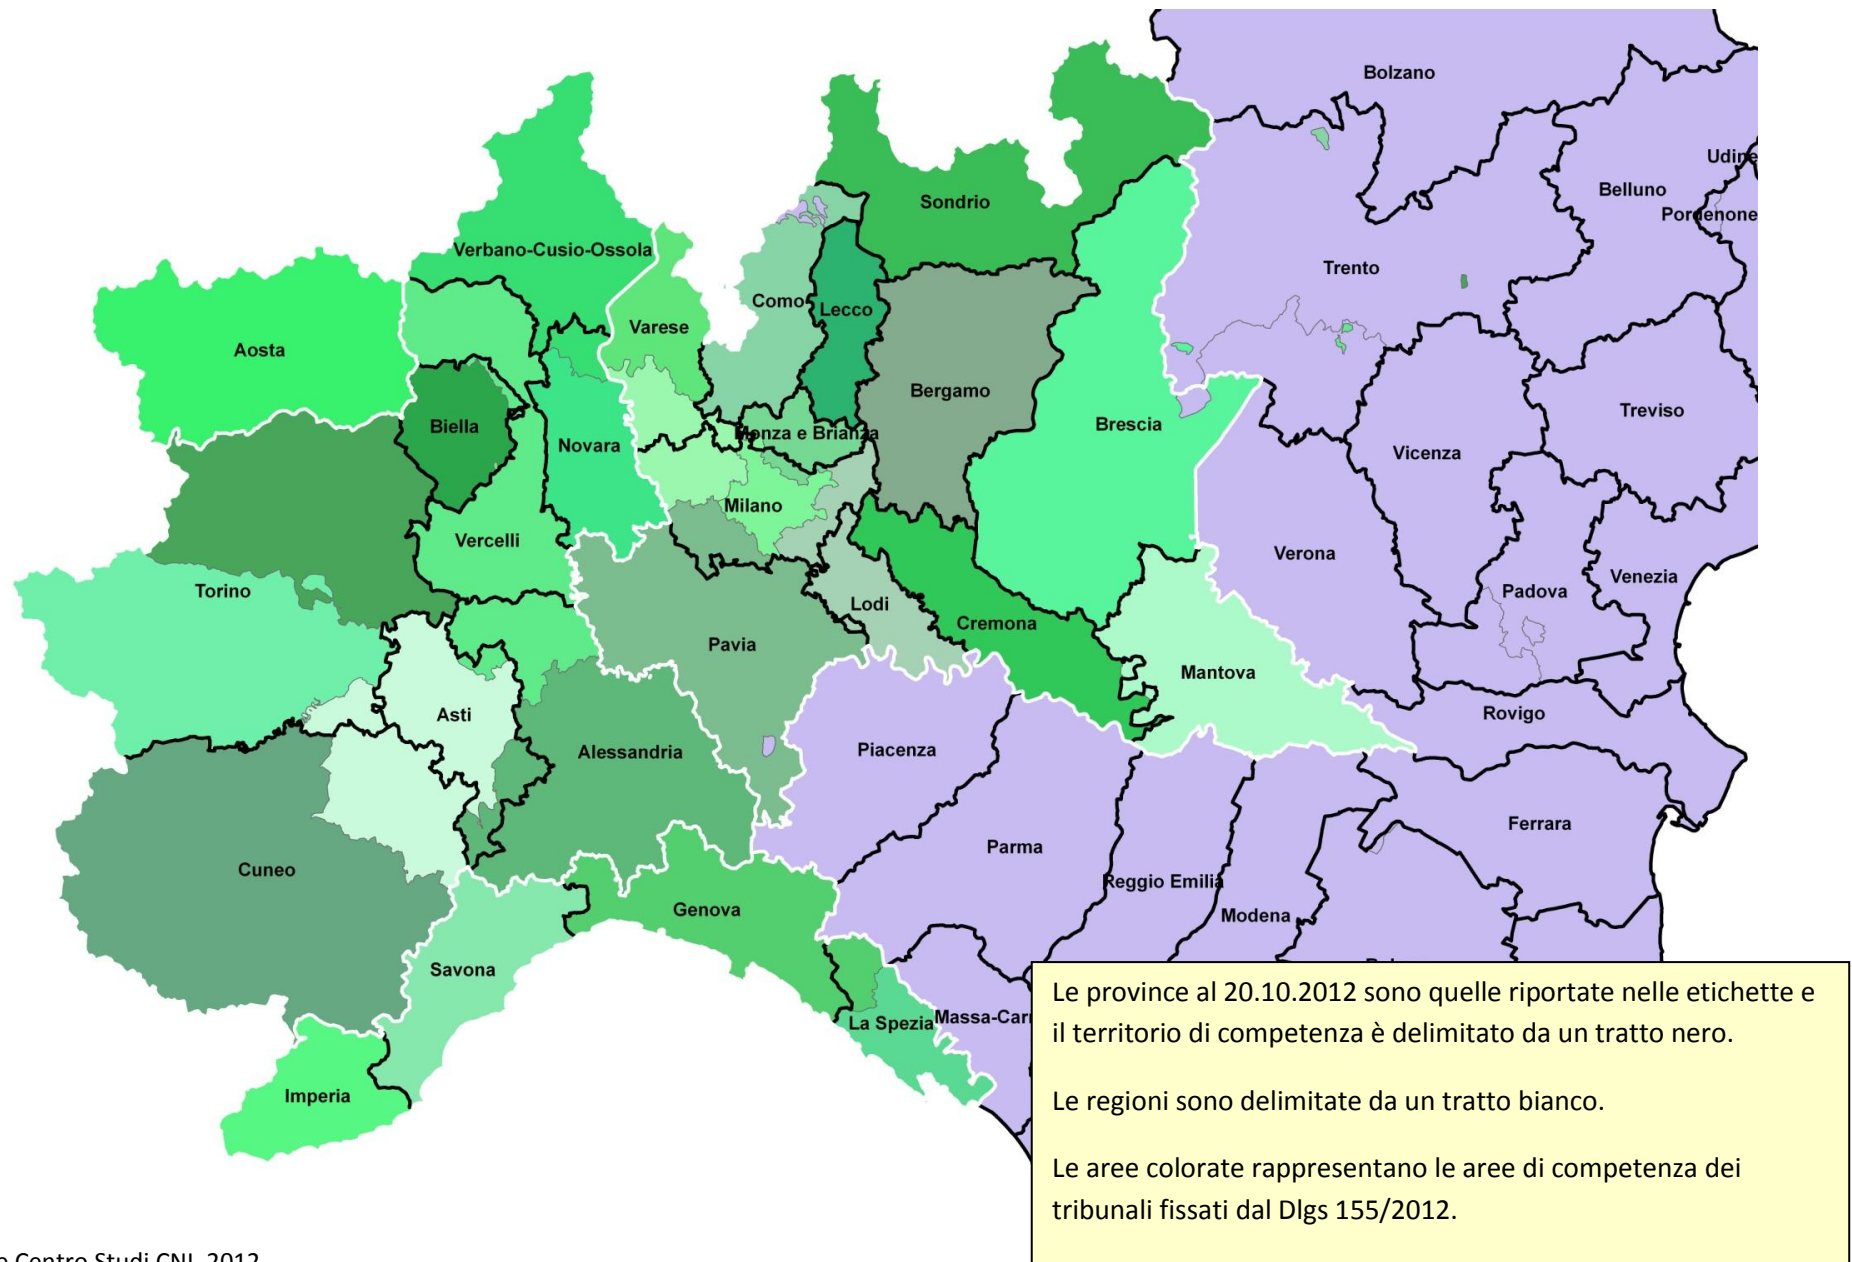 Bolzano
Udine
Belluno
Sondrio
Pordenone
Verbano-Cusio-Ossola
Trento
Como
Lecco
Varese
Aosta
Bergamo
Treviso
Biella
Brescia
Monza e Brianza
Novara
Vicenza
Milano
Vercelli
Verona
Venezia
Torino
Padova
Lodi
Cremona
Pavia
Mantova
Asti
Rovigo
Alessandria
Piacenza
Ferrara
Parma
Cuneo
Reggio Emilia
Genova
Modena
Savona
La Spezia
Massa-Carr
Imperia
Le province al 20.10.2012 sono quelle riportate nelle etichette e
il territorio di competenza è delimitato da un tratto nero.
Le regioni sono delimitate da un tratto bianco.
Le aree colorate rappresentano le aree di competenza dei
tribunali fissati dal Dlgs 155/2012.
e Centro Studi CNI, 2012